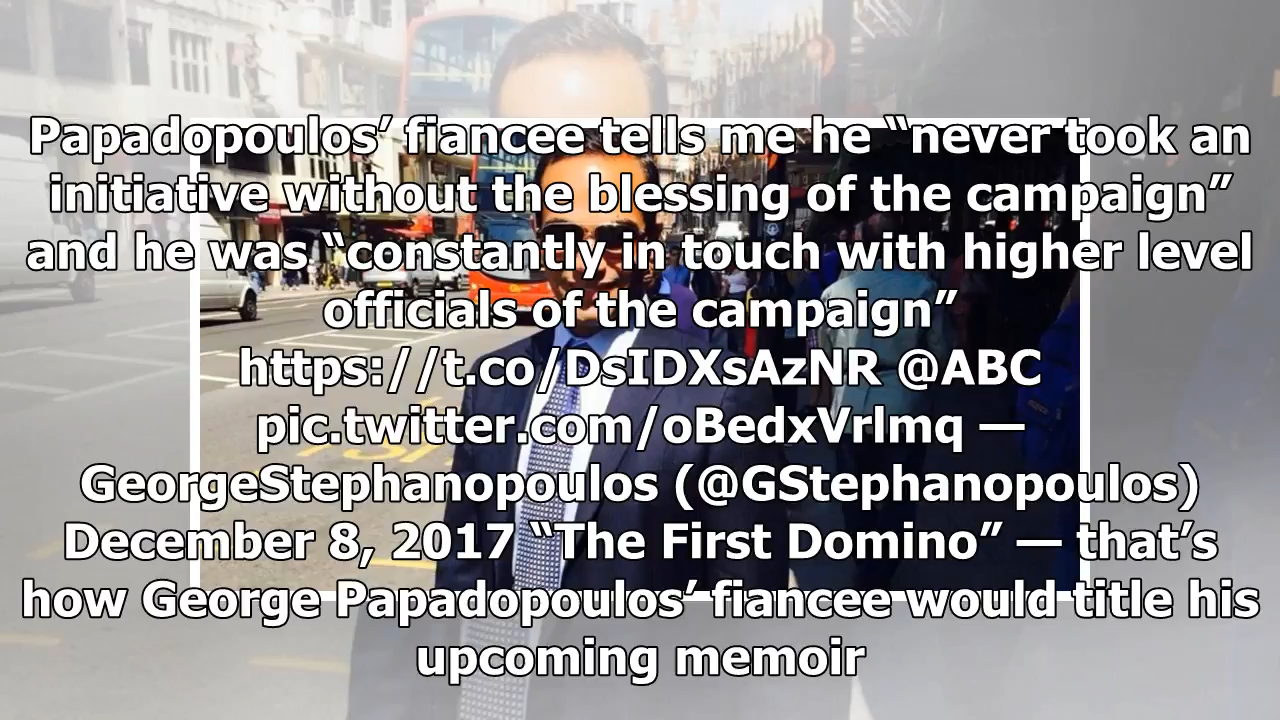 Papadopoulos’ fiancee tells me he “never took an
initiative without the blessing of the campaign”
and he was “constantly in touch with higher level
officials of the campaign”
https://t.co/DsIDXsAzNR @ABC
pic.twitter.com/oBedxVrlmq —
GeorgeStephanopoulos (@GStephanopoulos)
December 8, 2017 “The First Domino” — that’s
how George Papadopoulos’ fiancee would title his
upcoming memoir